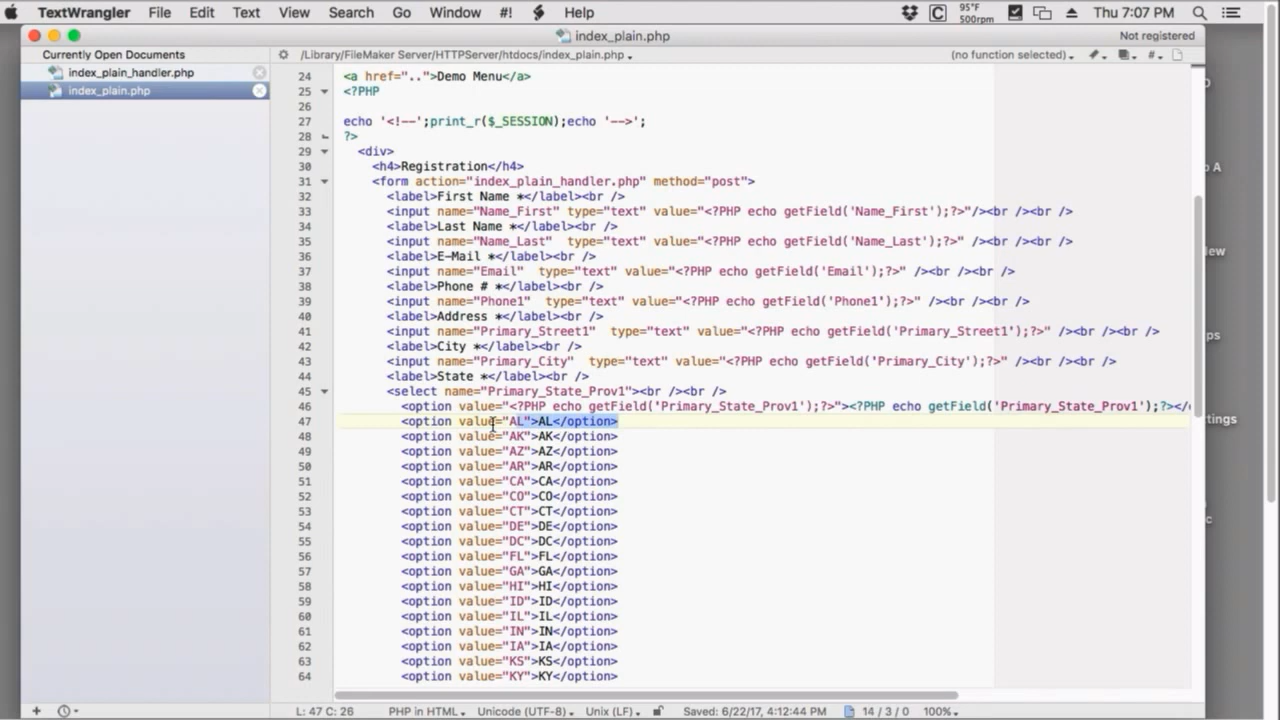 TextWrangler File Edit Text View Search Go Window #! Help 95°F 500rpm Thu 7:07 PM
index_plain.php Not registered
Currently Open Documents /Library/FileMaker Server/HTTPServer/htdocs/index_plain.php (no function selected)
index_plain_handler.php
index_plain.php
24 <a href="..">Demo Menu</a>
25 <?PHP
26
27 echo '<!--';print_r($_SESSION);echo '-->';
28 ?>
29 <div>
30 <h4>Registration</h4>
31 <form action="index_plain_handler.php" method="post">
32 <label>First Name *</label><br />
33 <input name="Name_First" type="text" value="<?PHP echo getField('Name_First');?>"/><br /><br />
34 <label>Last Name *</label><br />
35 <input name="Name_Last"  type="text" value="<?PHP echo getField('Name_Last');?>" /><br /><br />
36 <label>E-Mail *</label><br />
37 <input name="Email"  type="text" value="<?PHP echo getField('Email');?>" /><br /><br />
38 <label>Phone # *</label><br />
39 <input name="Phone1"  type="text" value="<?PHP echo getField('Phone1');?>" /><br /><br />
40 <label>Address *</label><br />
41 <input name="Primary_Street1"  type="text" value="<?PHP echo getField('Primary_Street1');?>" /><br /><br />
42 <label>City *</label><br />
43 <input name="Primary_City"  type="text" value="<?PHP echo getField('Primary_City');?>" /><br /><br />
44 <label>State *</label><br />
45 <select name="Primary_State_Prov1"><br /><br />
46 <option value="<?PHP echo getField('Primary_State_Prov1');?>"><?PHP echo getField('Primary_State_Prov1');?></
47 <option value="AL">AL</option>
48 <option value="AK">AK</option>
49 <option value="AZ">AZ</option>
50 <option value="AR">AR</option>
51 <option value="CA">CA</option>
52 <option value="CO">CO</option>
53 <option value="CT">CT</option>
54 <option value="DE">DE</option>
55 <option value="DC">DC</option>
56 <option value="FL">FL</option>
57 <option value="GA">GA</option>
58 <option value="HI">HI</option>
59 <option value="ID">ID</option>
60 <option value="IL">IL</option>
61 <option value="IN">IN</option>
62 <option value="IA">IA</option>
63 <option value="KS">KS</option>
64 <option value="KY">KY</option>
L: 47 C: 26 PHP in HTML Unicode (UTF-8) Unix (LF) Saved: 6/22/17, 4:12:44 PM 14 / 3 / 0 100%